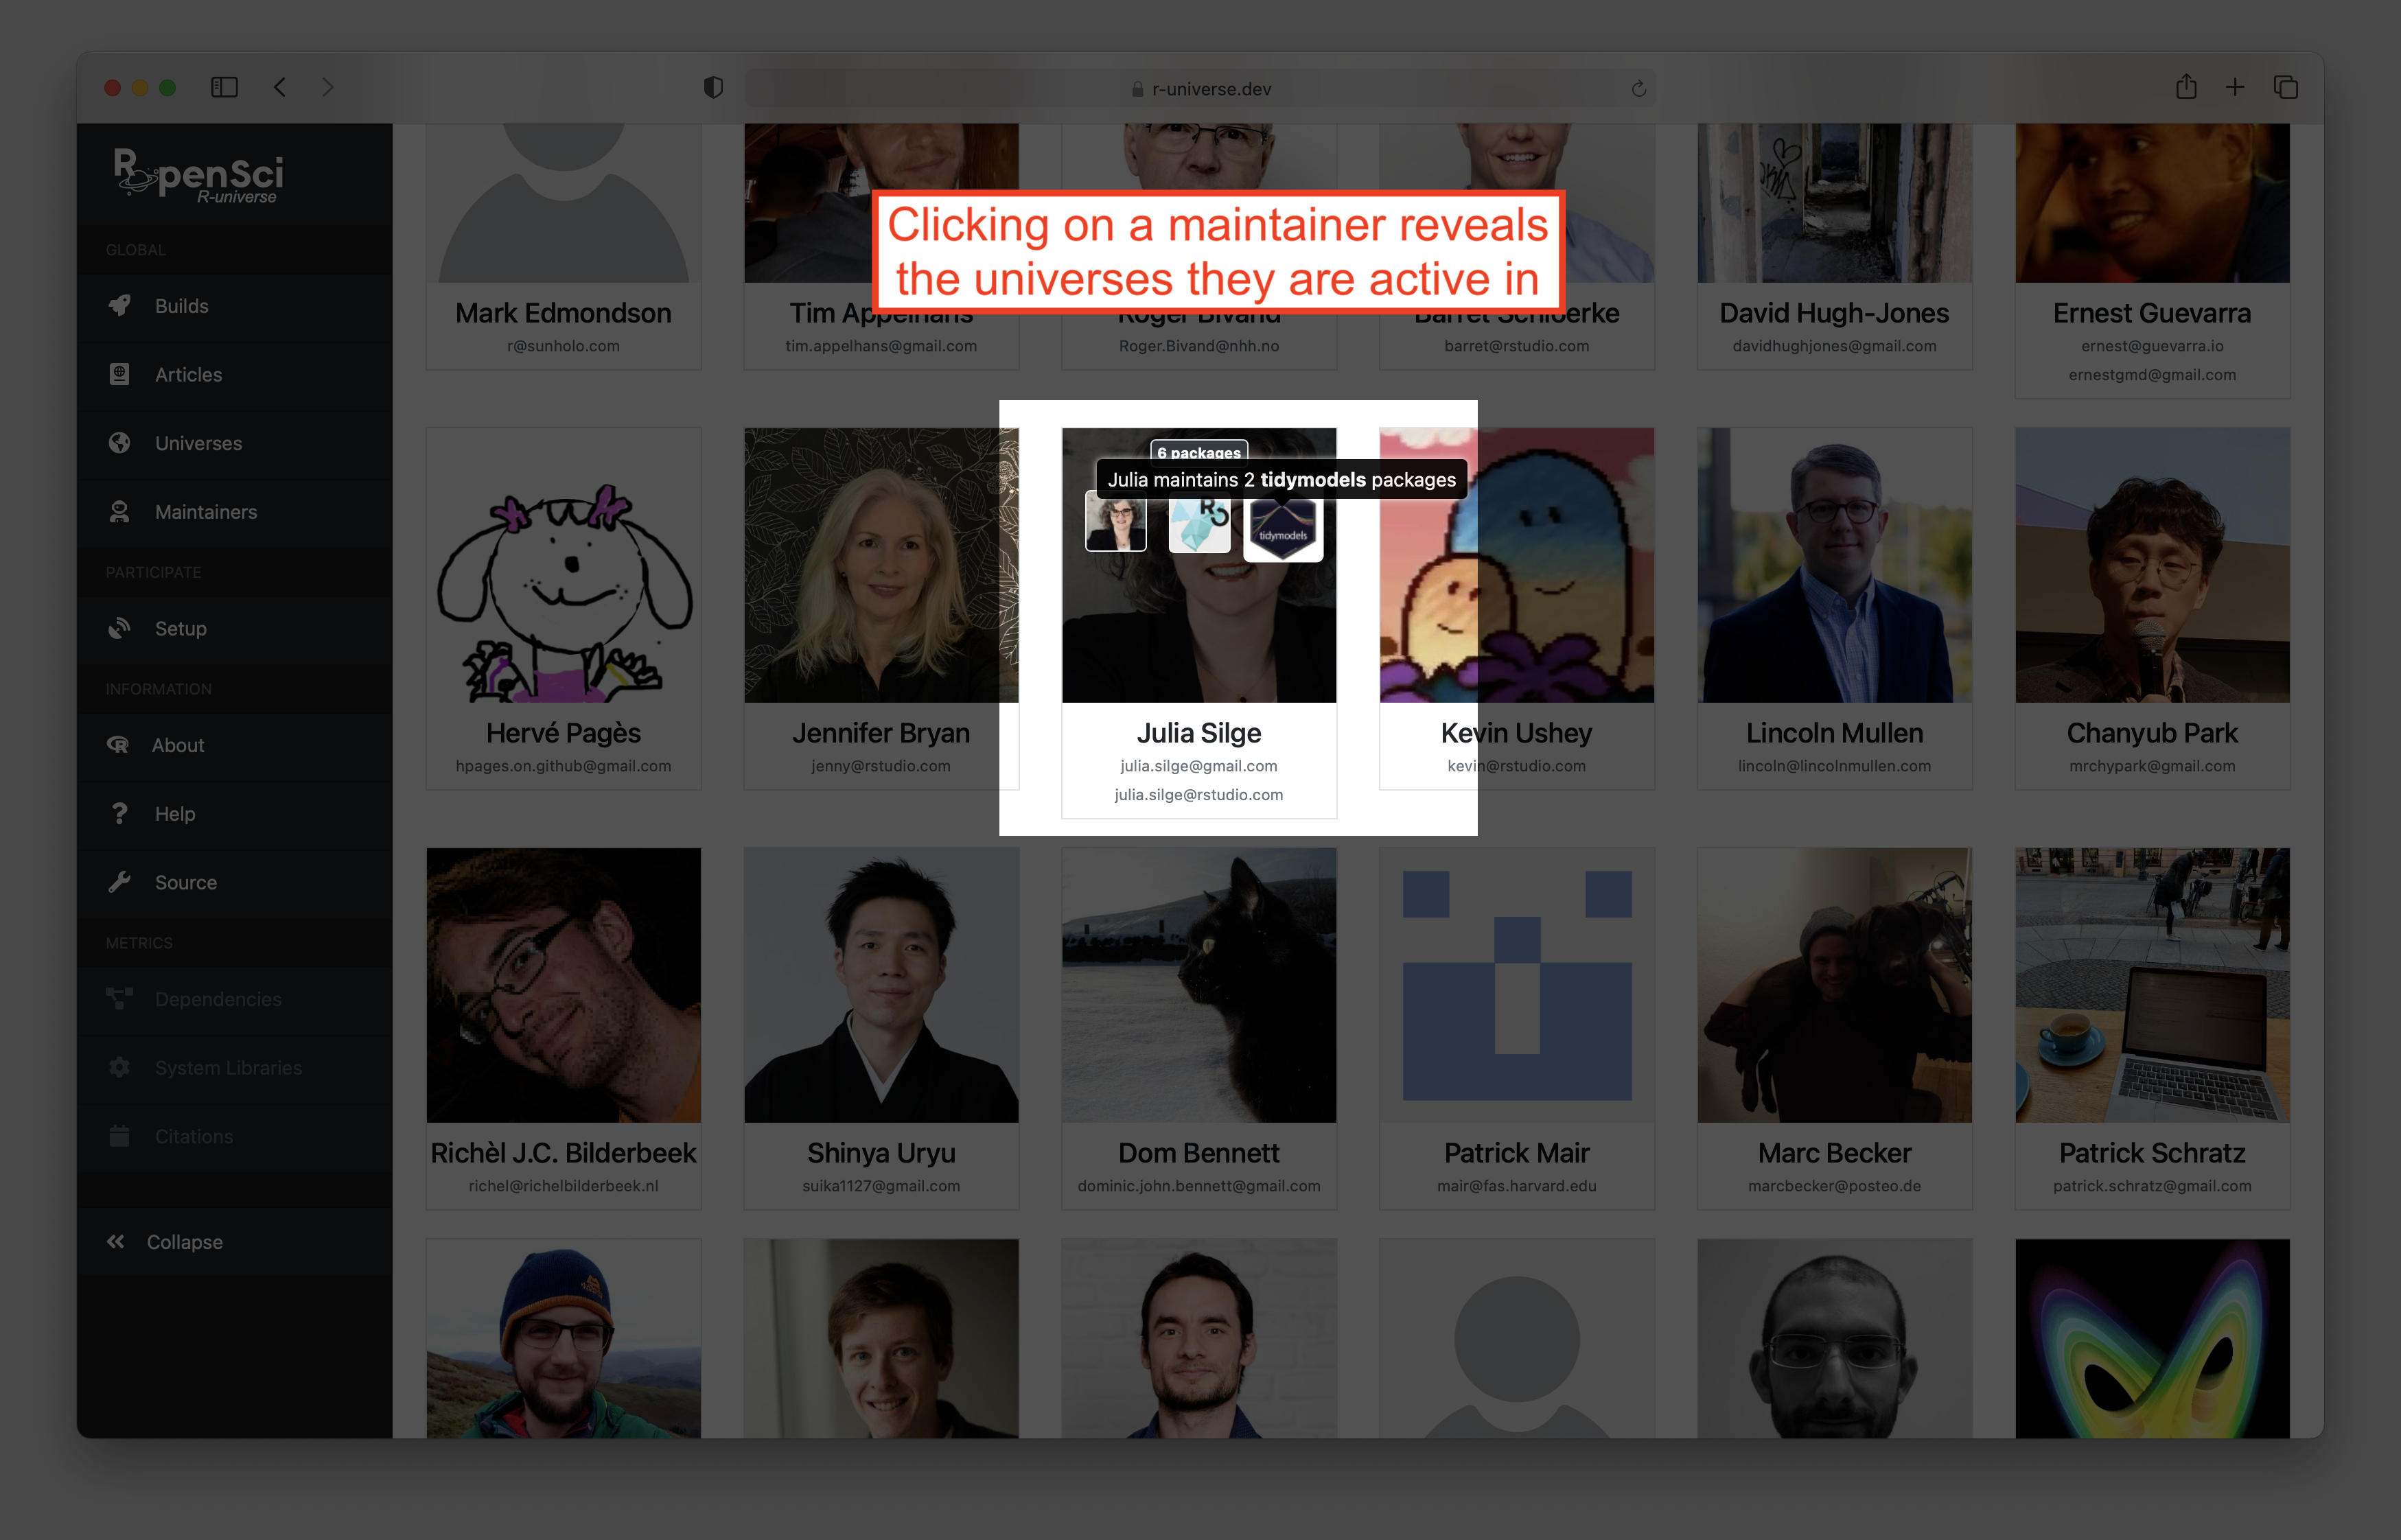 r-universe.dev
ROpenSci
R-universe
GLOBAL
Builds
Articles
Universes
Maintainers
PARTICIPATE
Setup
INFORMATION
About
Help
Source
METRICS
Dependencies
System Libraries
Citations
Collapse
Clicking on a maintainer reveals
the universes they are active in
Mark Edmondson
r@sunholo.com
Tim Appelhans
tim.appelhans@gmail.com
Roger Bivand
Roger.Bivand@nhh.no
Barret Schloerke
barret@rstudio.com
David Hugh-Jones
davidhughjones@gmail.com
Ernest Guevarra
ernest@guevarra.io
ernestgmd@gmail.com
Hervé Pagès
hpages.on.github@gmail.com
Jennifer Bryan
jenny@rstudio.com
6 packages
Julia maintains 2 tidymodels packages
tidymodels
Julia Silge
julia.silge@gmail.com
julia.silge@rstudio.com
Kevin Ushey
kevin@rstudio.com
Lincoln Mullen
lincoln@lincolnmullen.com
Chanyub Park
mrchypark@gmail.com
Richèl J.C. Bilderbeek
richel@richelbilderbeek.nl
Shinya Uryu
suika1127@gmail.com
Dom Bennett
dominic.john.bennett@gmail.com
Patrick Mair
mair@fas.harvard.edu
Marc Becker
marcbecker@posteo.de
Patrick Schratz
patrick.schratz@gmail.com